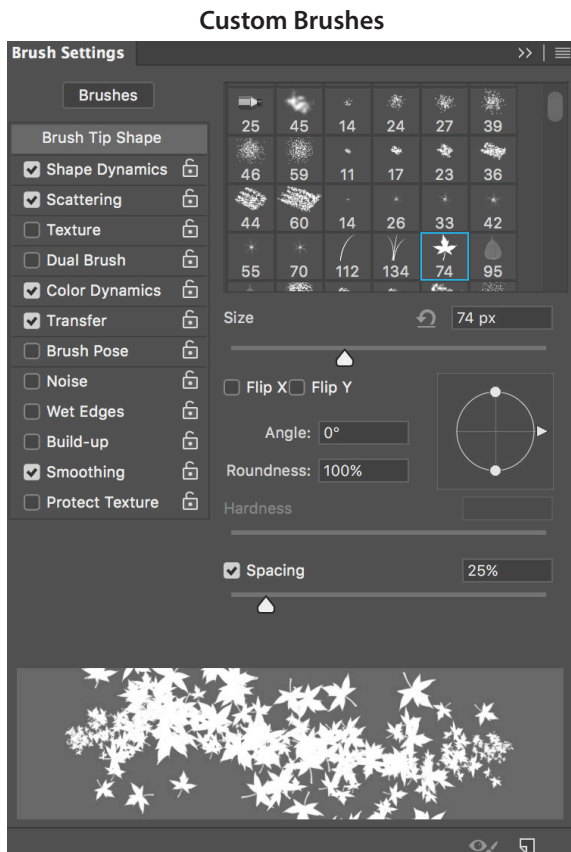 Custom Brushes
Brush Settings
Brushes
Brush Tip Shape
Shape Dynamics
Scattering
Texture
Dual Brush
Color Dynamics
Transfer
Brush Pose
Noise
Wet Edges
Build-up
Smoothing
Protect Texture
25 45 14 24 27 39
46 59 11 17 23 36
44 60 14 26 33 42
55 70 112 134 74 95
Size 74 px
Flip X Flip Y
Angle: 0°
Roundness: 100%
Hardness
Spacing 25%